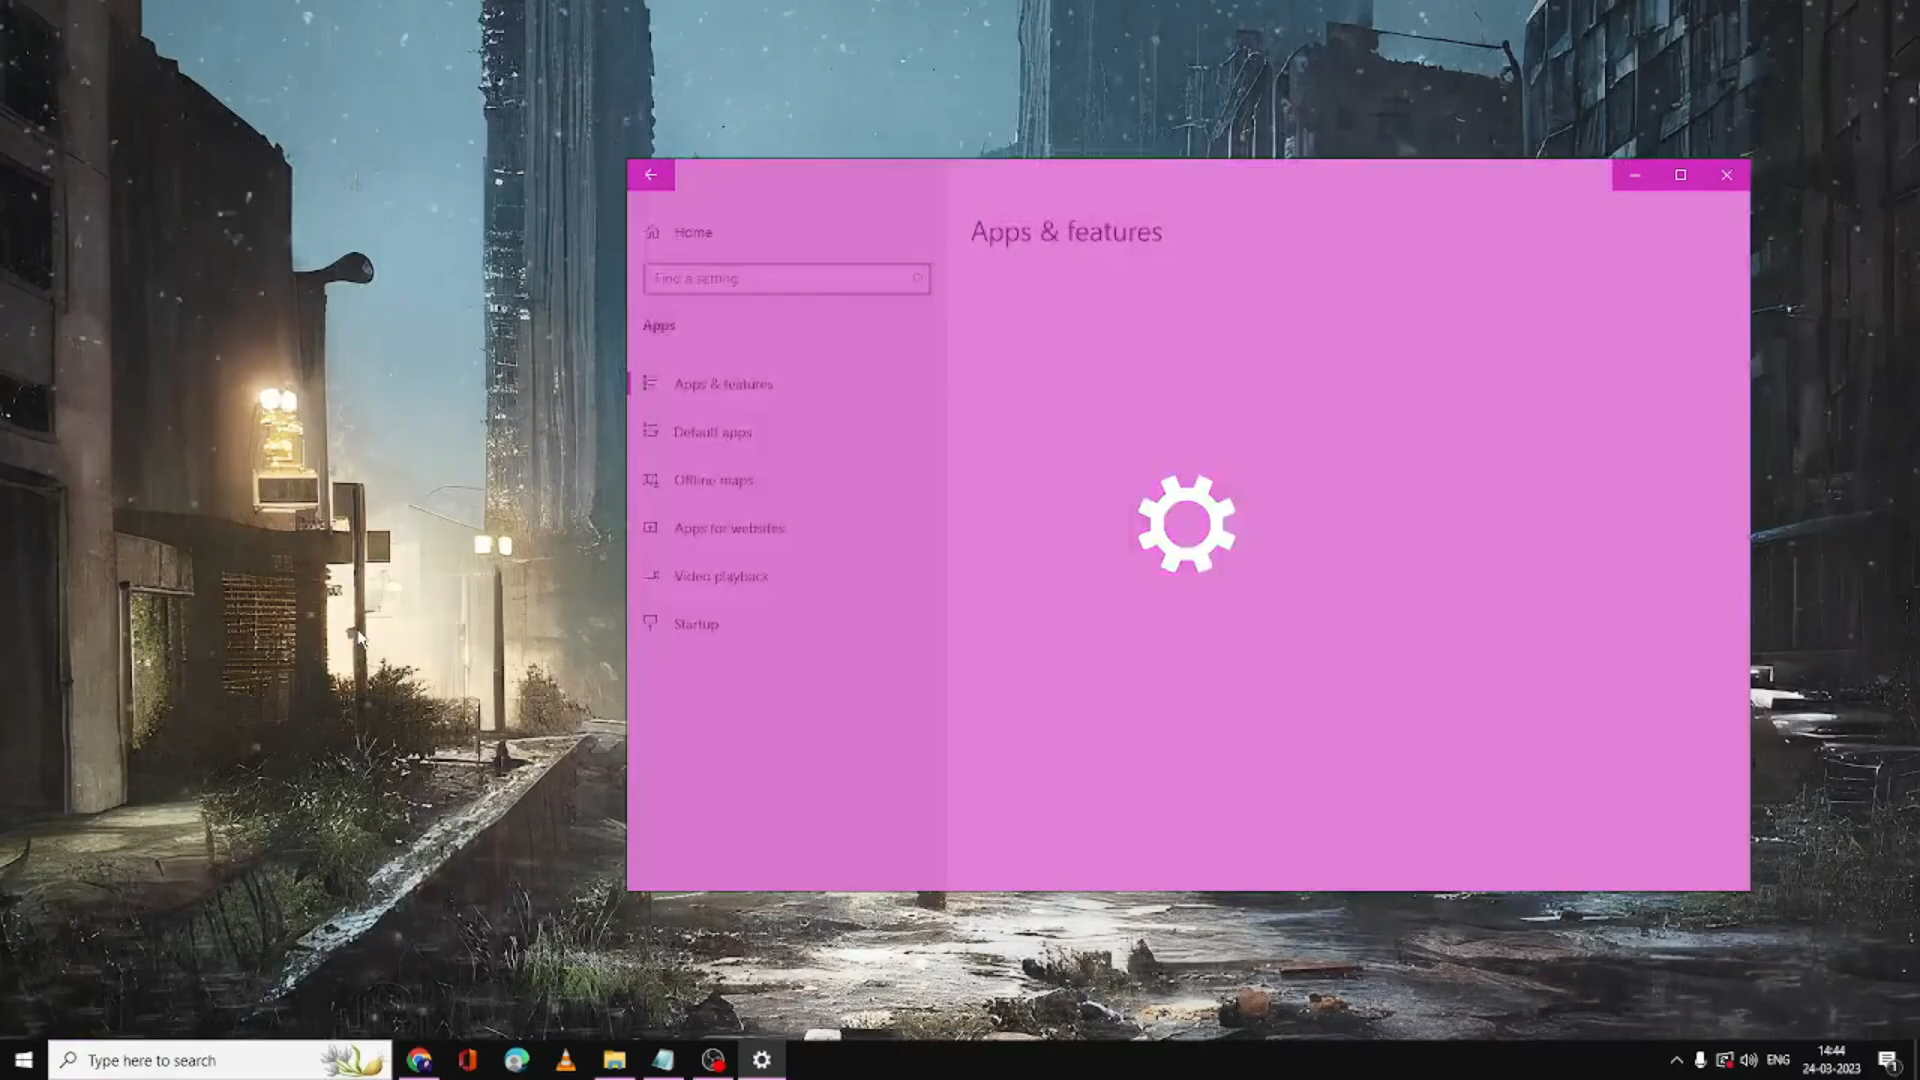 Home
Apps & features
Find a setting
Apps
Apps & features
Default apps
Offline maps
Apps for websites
Video playback
Startup
Type here to search
ENG
14:44
24-03-2023
1